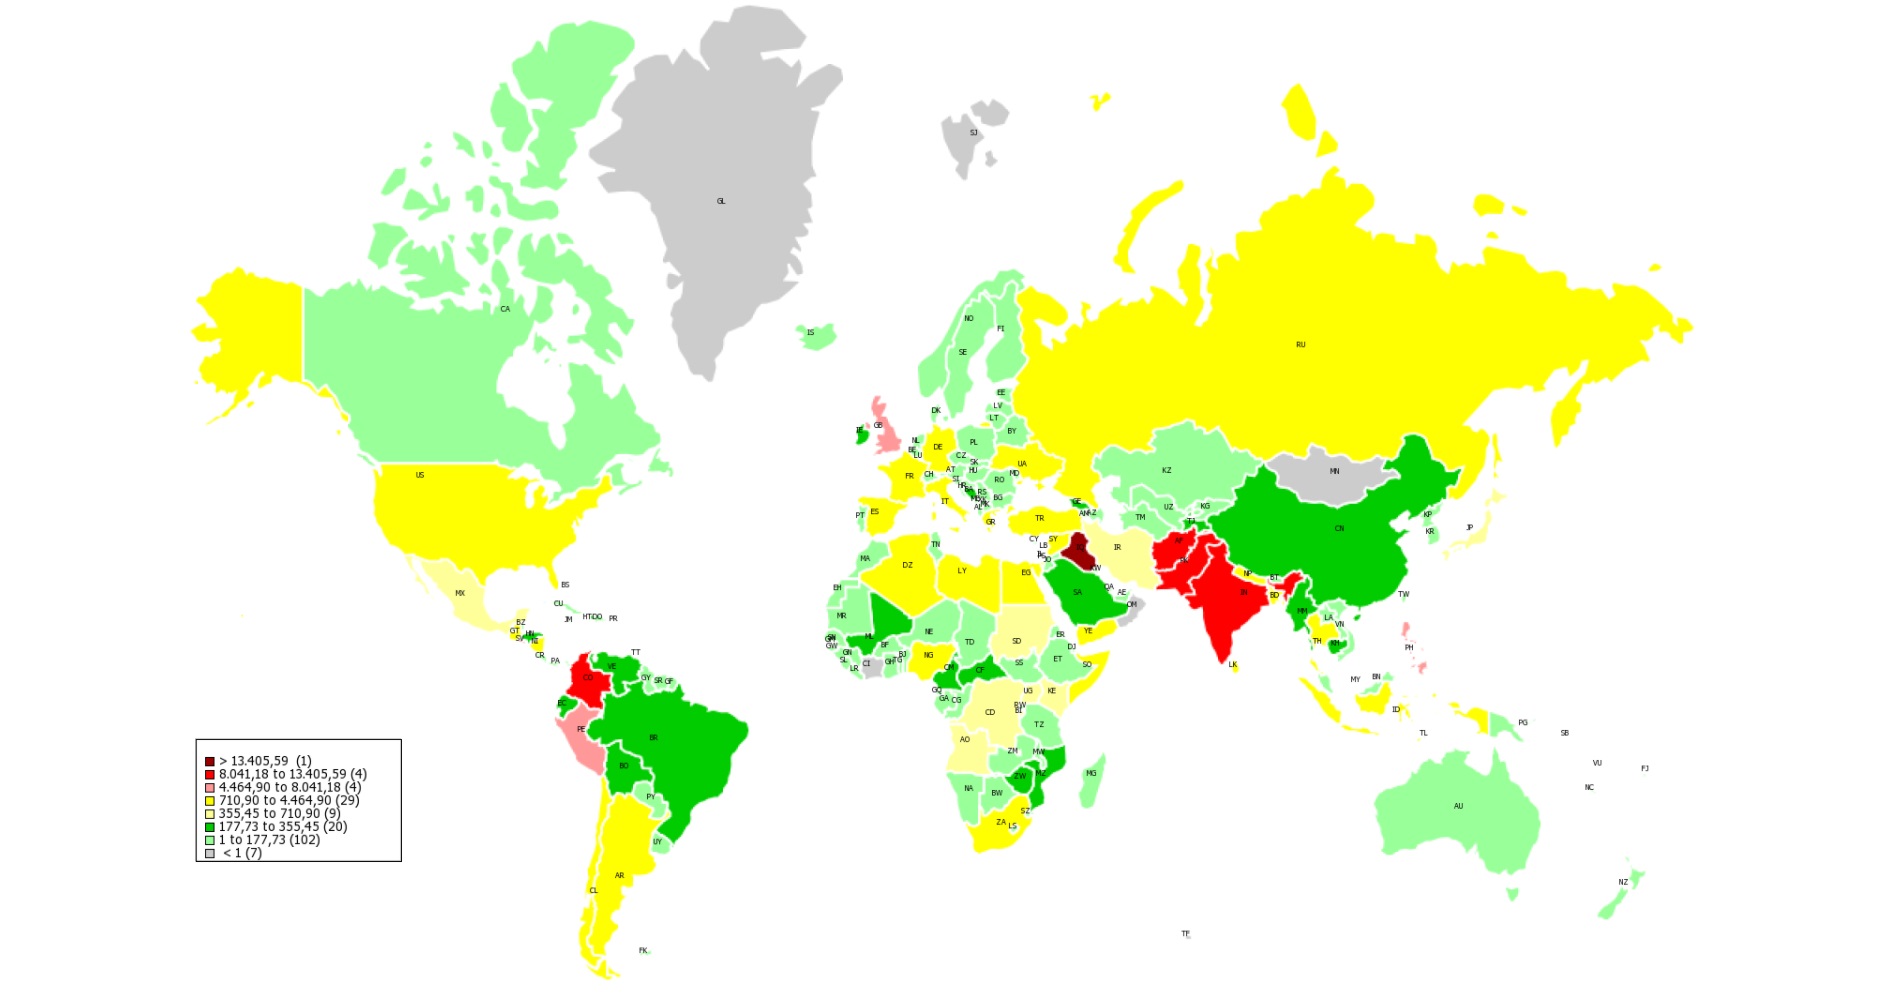 SJ
GL
CA
NO
IS
FI
RU
SE
EE
LV
DK
LT
GB
IE
BY
NL
PL
DE
BE
LU
CZ
UA
SK
AT
HU
KZ
MN
MD
CH
FR
US
SI
RO
HR
BA
RS
BG
IT
MK
AL
GE
UZ
KG
ES
PT
AZ
KP
TM
TR
TJ
GR
CN
JP
KR
CY
SY
TN
LB
IR
MA
JO
AF
DZ
LY
EG
KW
NP
BT
BS
EH
QA
MX
AE
SA
IN
BD
TW
CU
OM
MM
HT
DO
PR
JM
MR
LA
BZ
VN
GT
YE
NE
HN
ER
ML
SV
NI
SD
TD
TH
KH
GW
BF
DJ
PH
GN
TT
CR
BJ
NG
SL
ET
PA
CI
GH
TG
SS
SO
LK
VE
LR
CM
CF
CO
GY
SR
GF
BN
MY
GQ
UG
KE
GA
CG
EC
RW
ID
BI
CD
PG
TZ
PE
TL
SB
BR
AO
ZM
MW
VU
BO
FJ
MZ
MG
ZW
NC
NA
BW
PY
AU
SZ
ZA
LS
UY
AR
NZ
CL
TF
FK
> 13.405,59 (1)
8.041,18 to 13.405,59 (4)
4.464,90 to 8.041,18 (4)
710,90 to 4.464,90 (29)
355,45 to 710,90 (9)
177,73 to 355,45 (20)
1 to 177,73 (102)
< 1 (7)